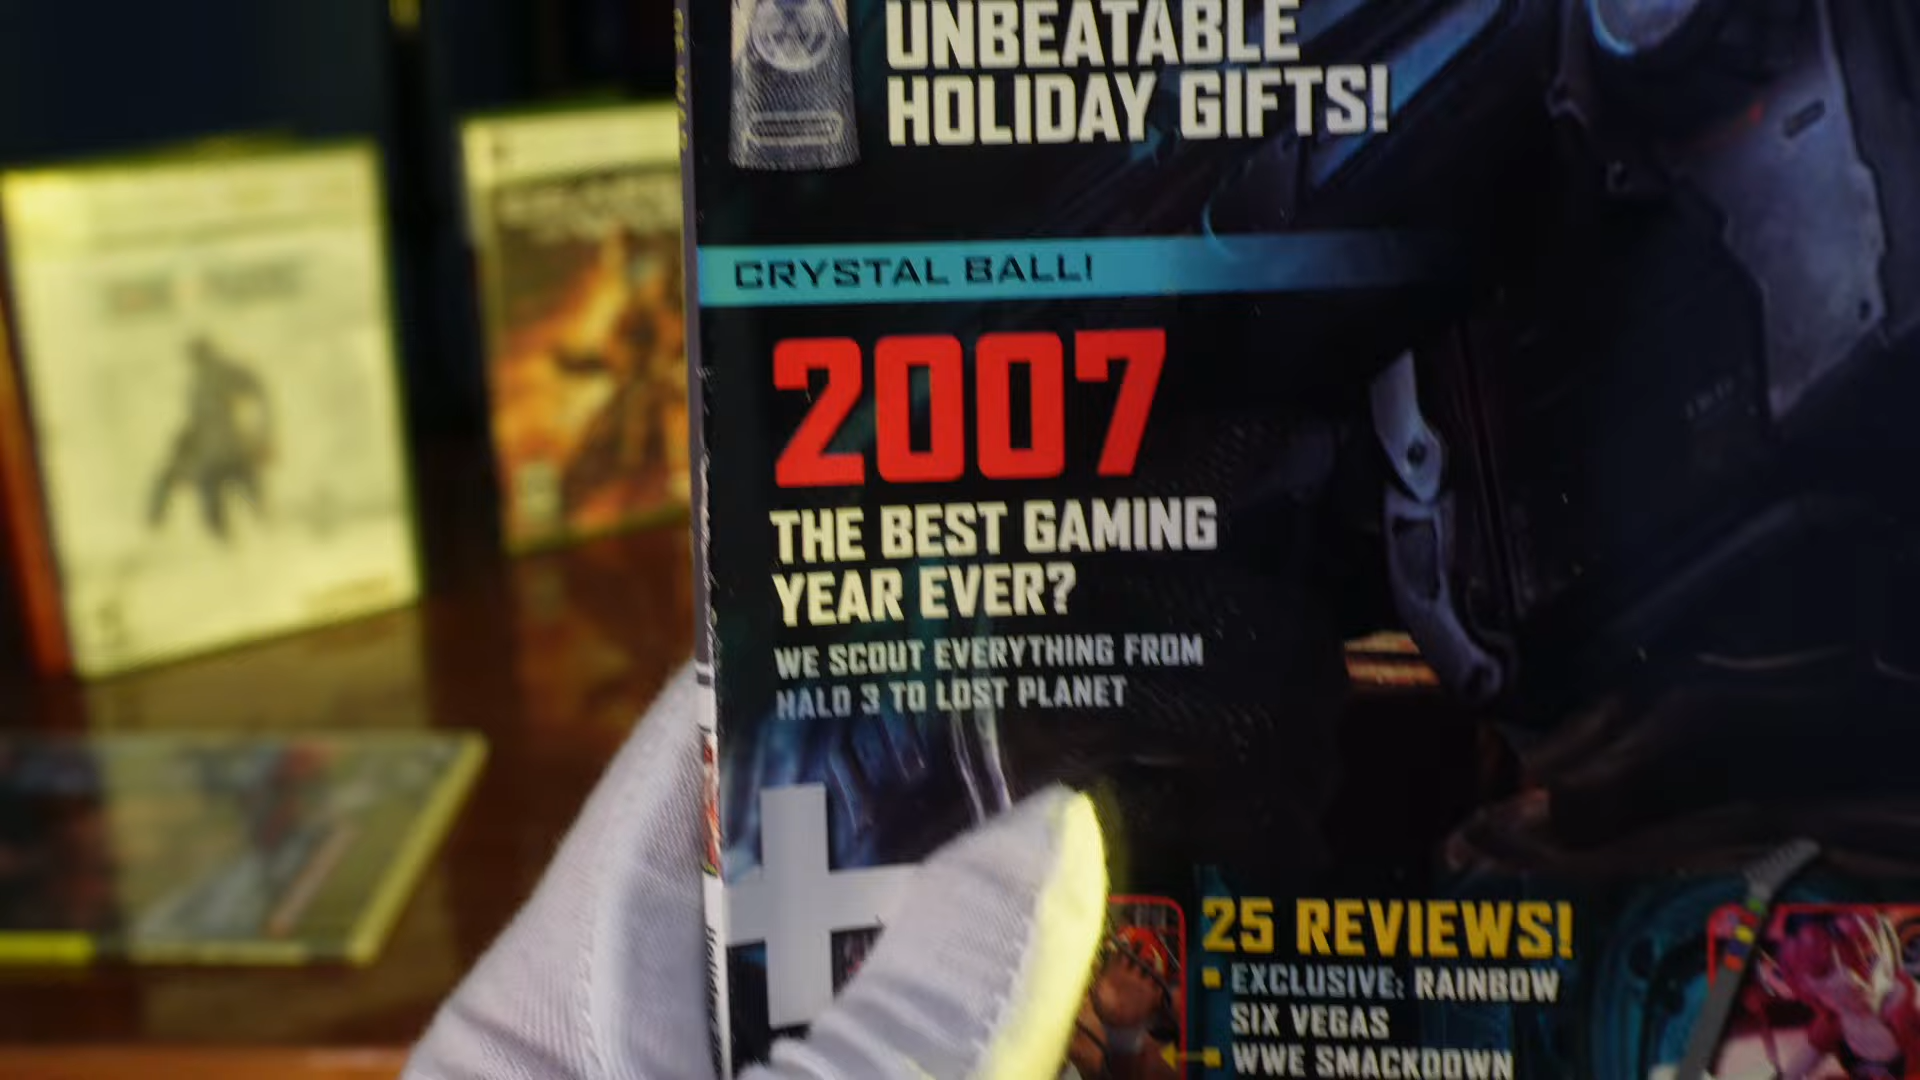 UNBEATABLE
HOLIDAY GIFTS!
CRYSTAL BALL!
2007
THE BEST GAMING
YEAR EVER?
WE SCOUT EVERYTHING FROM
HALO 3 TO LOST PLANET
25 REVIEWS!
EXCLUSIVE: RAINBOW
SIX VEGAS
WWE SMACKDOWN